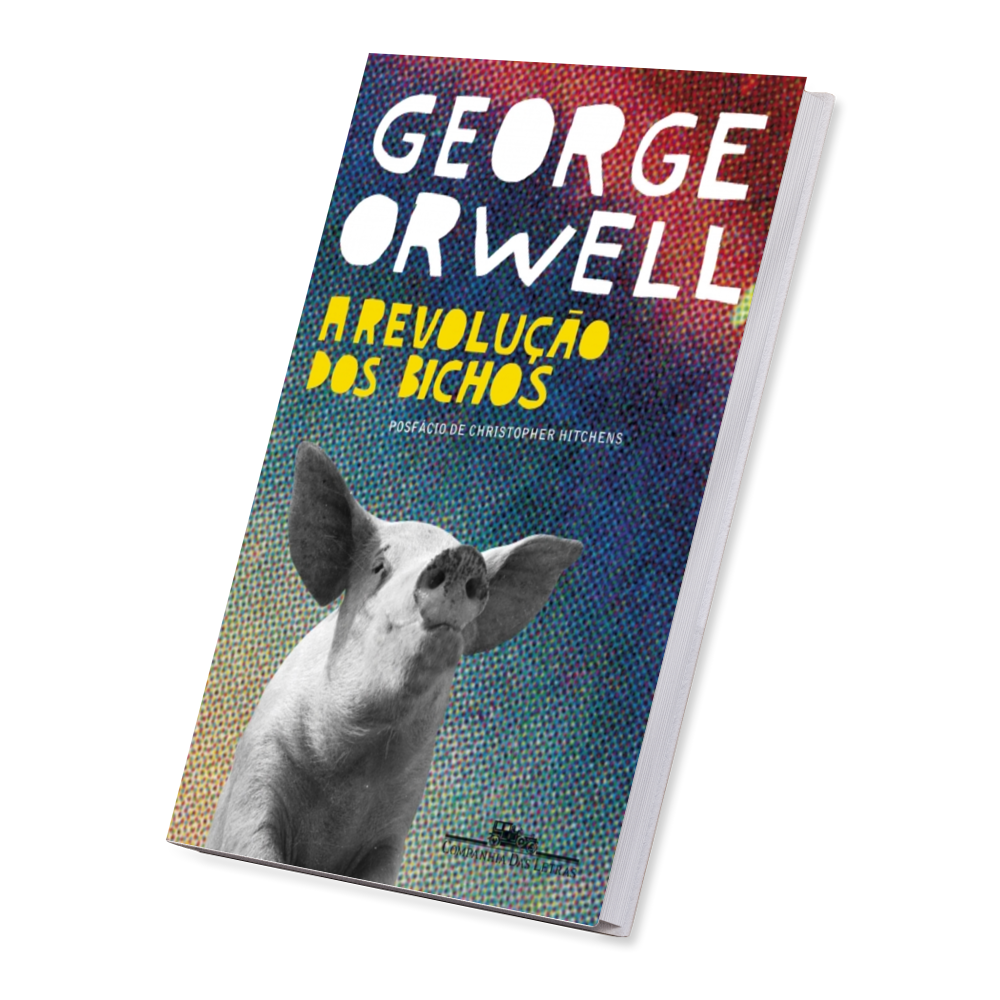 GEORGE
ORWELL
A REVOLUÇÃO
DOS BICHOS
POSFÁCIO DE CHRISTOPHER HITCHENS
COMPANHIA DAS LETRAS